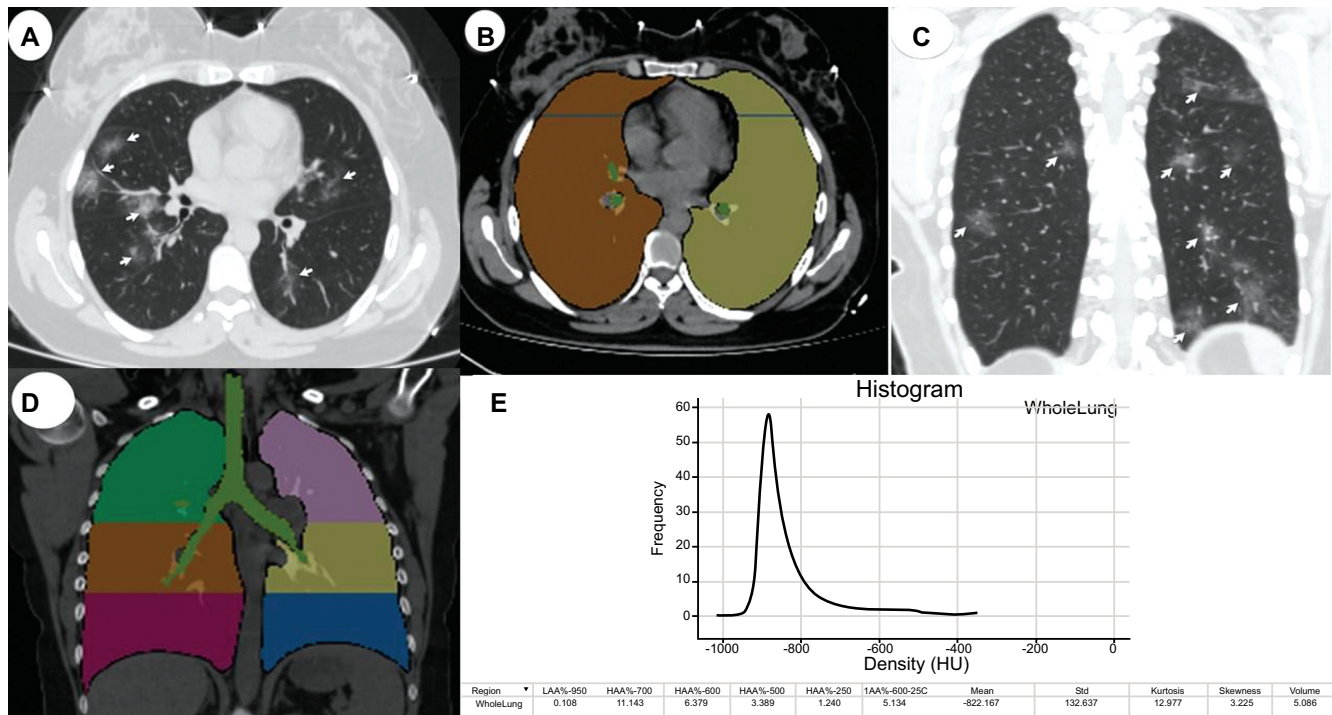 A
B
C
D
E
Histogram
WholeLung
60
50
40
30
20
10
0
Frequency
-1000
-800
-600
-400
-200
0
Density (HU)
Region ▼ LAA%-950 HAA%-700 HAA%-600 HAA%-500 HAA%-250 1AA%-600-25C Mean Std Kurtosis Skewness Volume
WholeLung 0.108 11.143 6.379 3.389 1.240 5.134 -822.167 132.637 12.977 3.225 5.086